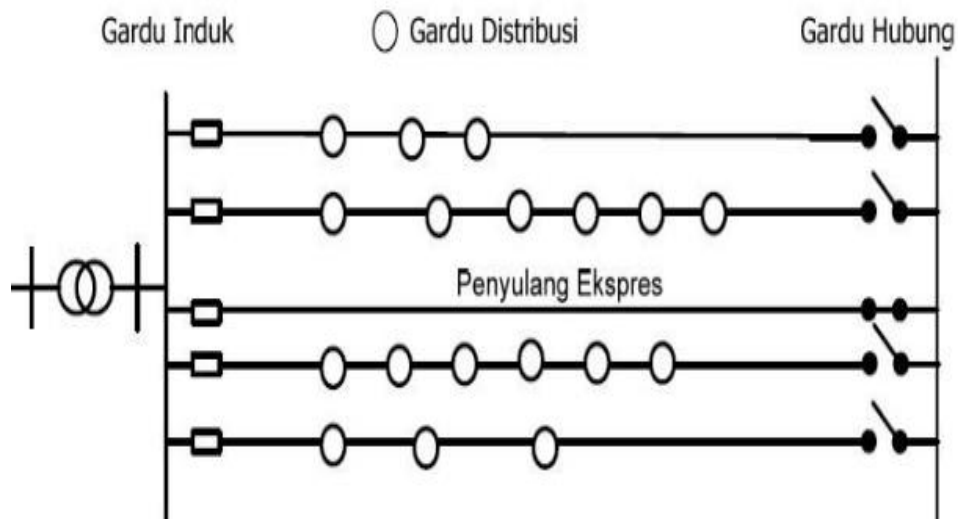 Gardu Induk
Gardu Distribusi
Gardu Hubung
Penyulang Ekspres